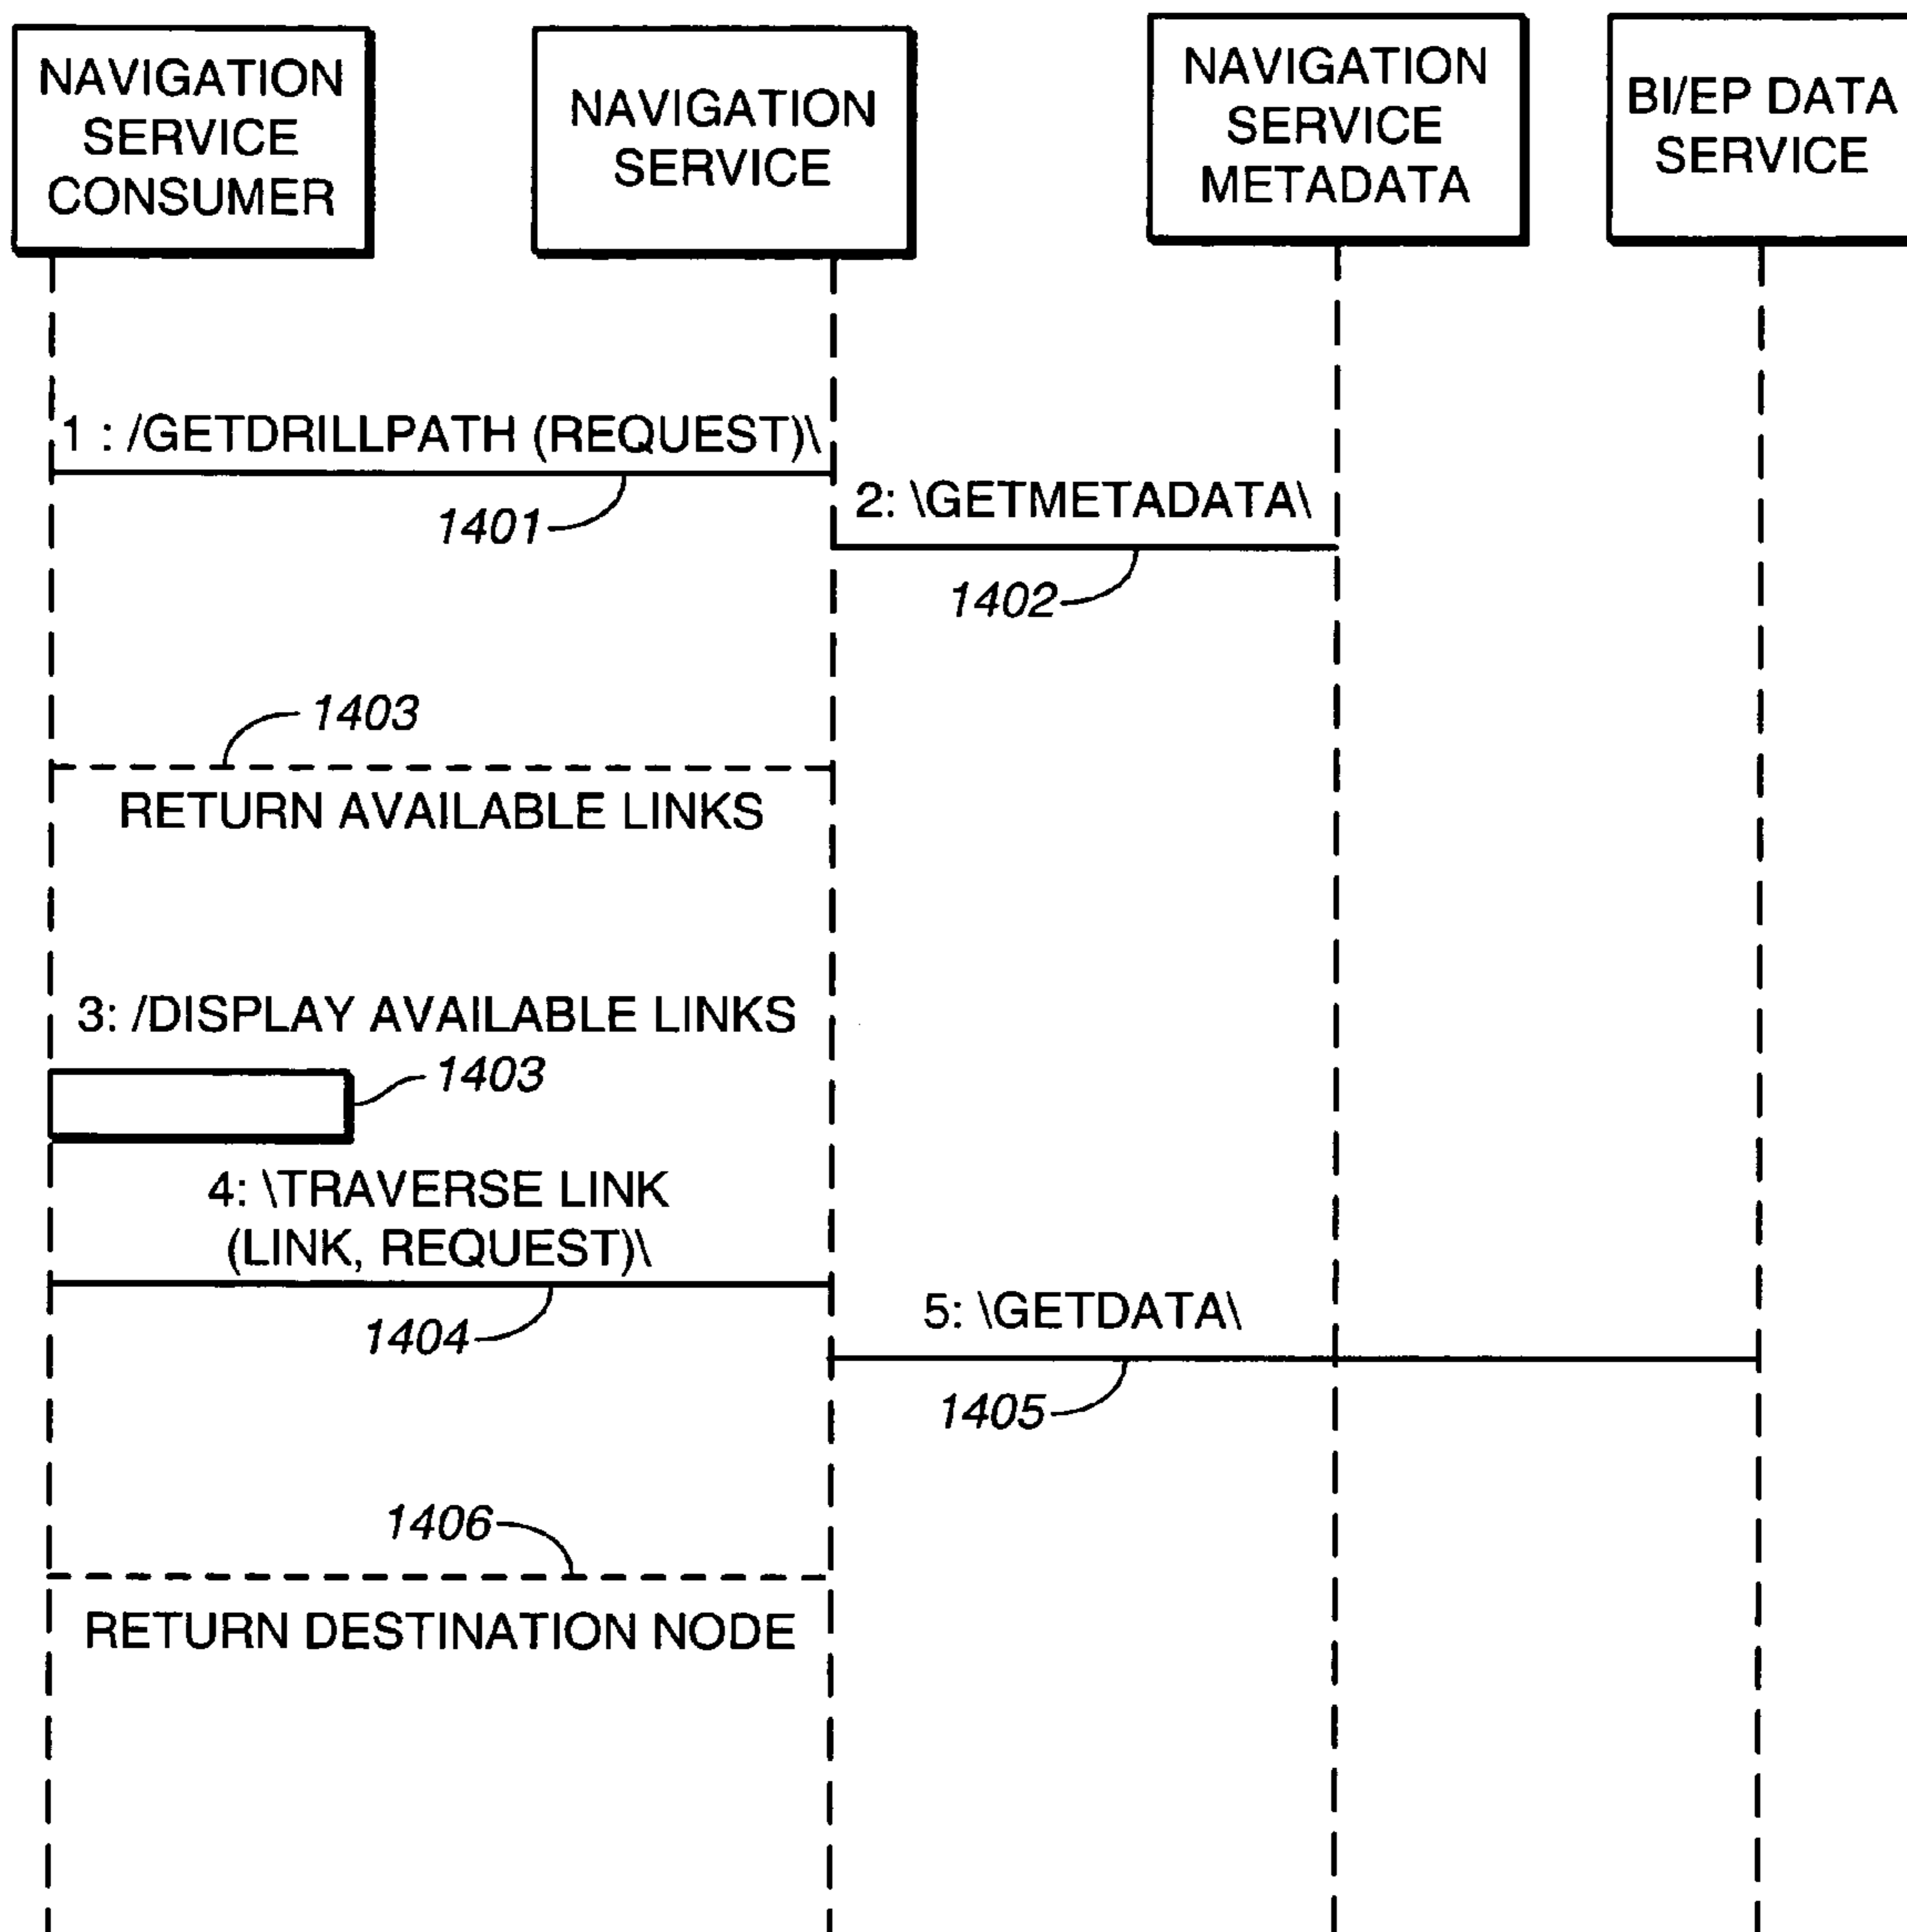 NAVIGATION
SERVICE
CONSUMER
NAVIGATION
SERVICE
NAVIGATION
SERVICE
METADATA
BI/EP DATA
SERVICE
1 : /GETDRILLPATH (REQUEST)\
1401
2: \GETMETADATA\
1402
1403
RETURN AVAILABLE LINKS
3: /DISPLAY AVAILABLE LINKS
1403
4: \TRAVERSE LINK
(LINK, REQUEST)\
1404
5: \GETDATA\
1405
1406
RETURN DESTINATION NODE